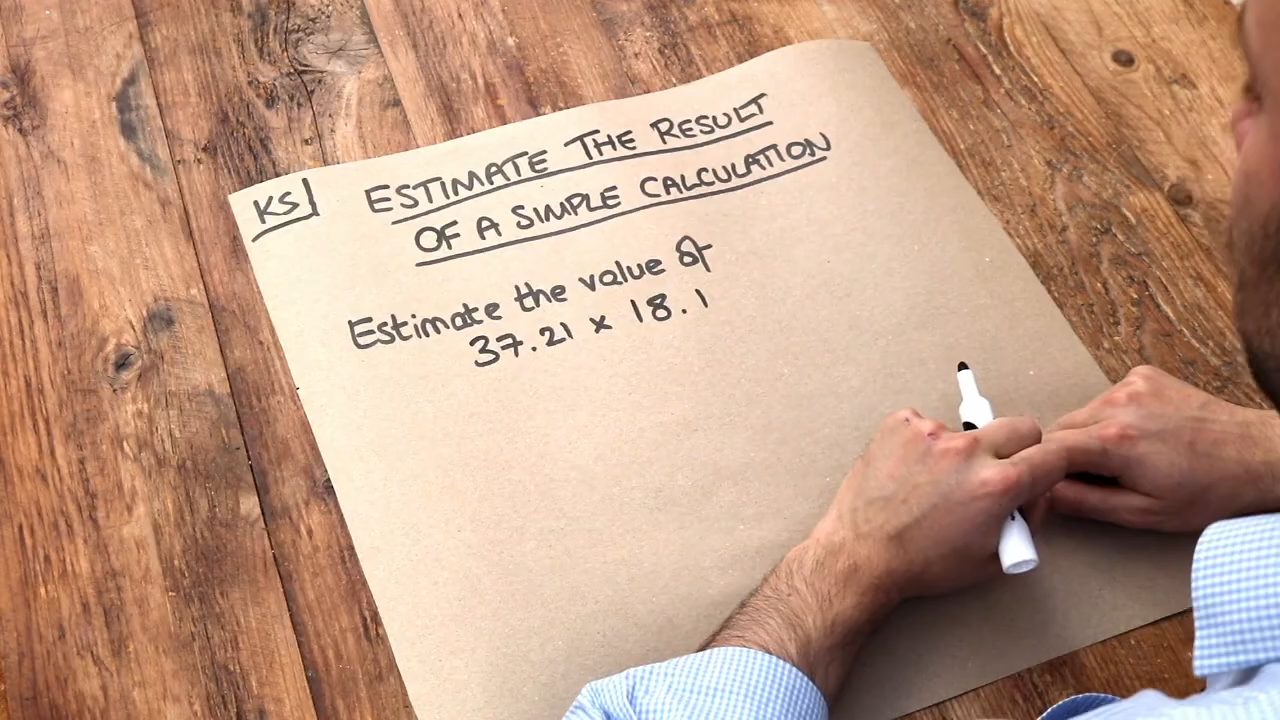 KS1
ESTIMATE THE RESULT
OF A SIMPLE CALCULATION
Estimate the value of
37.21 × 18.1